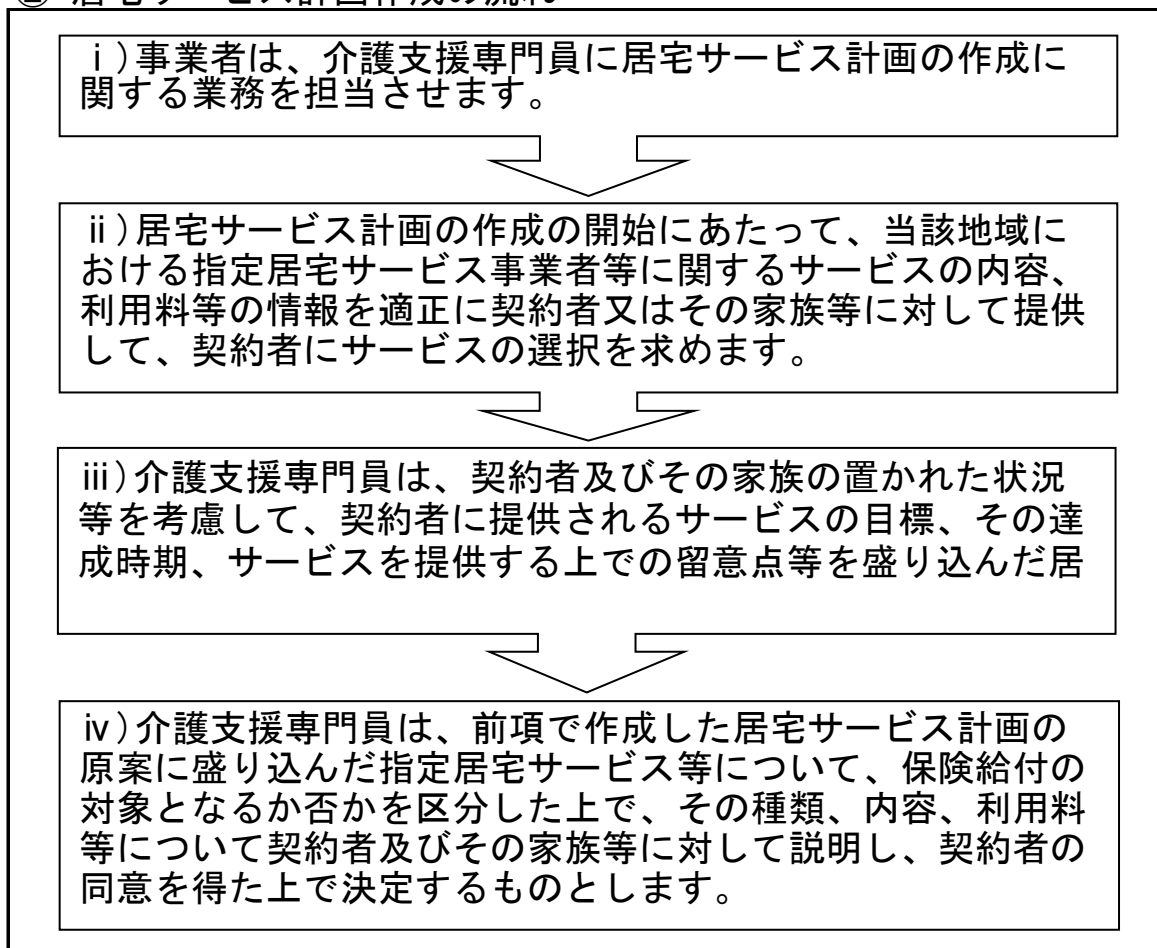 居宅サービス計画作成の流れ
ⅰ)事業者は、介護支援専門員に居宅サービス計画の作成に
関する業務を担当させます。
ⅱ)居宅サービス計画の作成の開始にあたって、当該地域に
おける指定居宅サービス事業者等に関するサービスの内容、
利用料等の情報を適正に契約者又はその家族等に対して提供
して、契約者にサービスの選択を求めます。
ⅲ)介護支援専門員は、契約者及びその家族の置かれた状況
等を考慮して、契約者に提供されるサービスの目標、その達
成時期、サービスを提供する上での留意点等を盛り込んだ居
ⅳ)介護支援専門員は、前項で作成した居宅サービス計画の
原案に盛り込んだ指定居宅サービス等について、保険給付の
対象となるか否かを区分した上で、その種類、内容、利用料
等について契約者及びその家族等に対して説明し、契約者の
同意を得た上で決定するものとします。